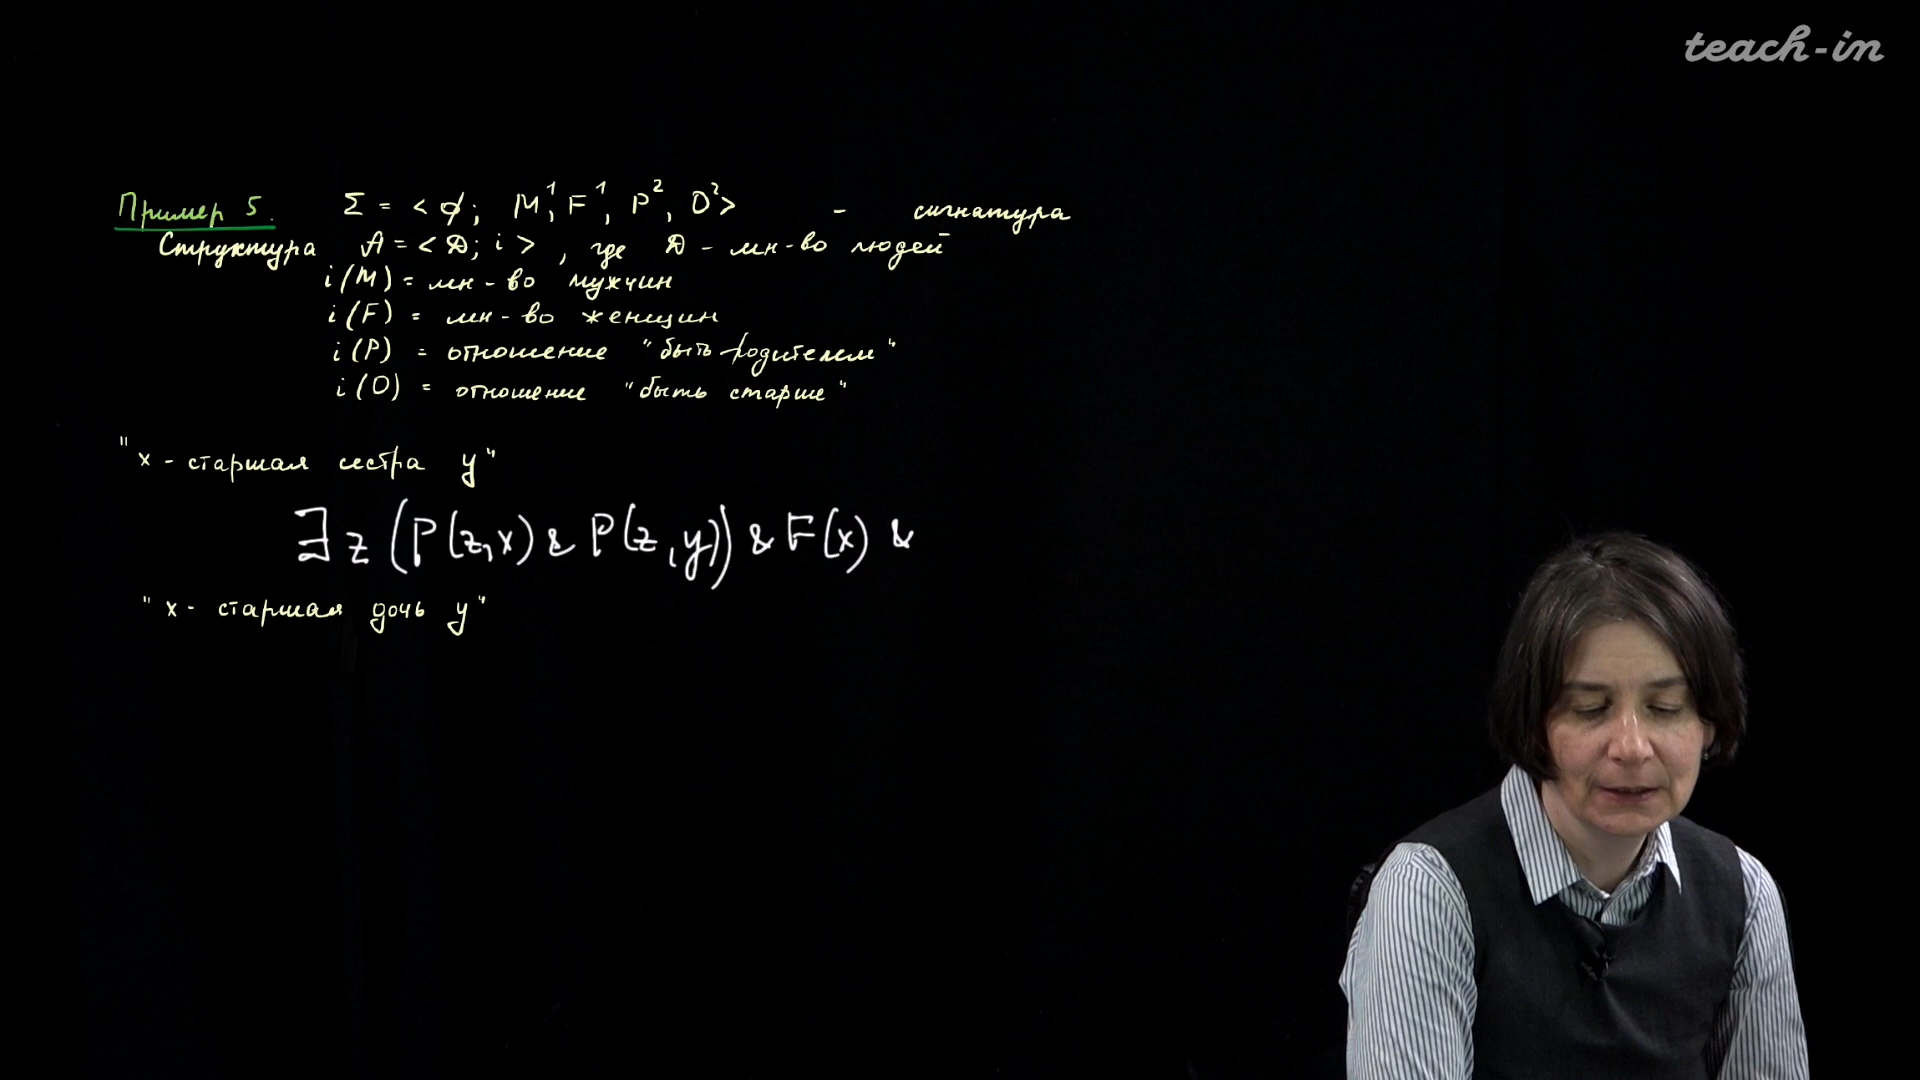 teach-in
Пример 5. Σ = < ∅; M¹, F¹, P², O² > - сигнатура
Структура A = < D; i >, где D - мн-во людей
i(M) = мн-во мужчин
i(F) = мн-во женщин
i(P) = отношение "быть родителем"
i(O) = отношение "быть старше"
"x - старшая сестра y"
∃z (P(z,x) & P(z,y)) & F(x) &
"x - старшая дочь y"